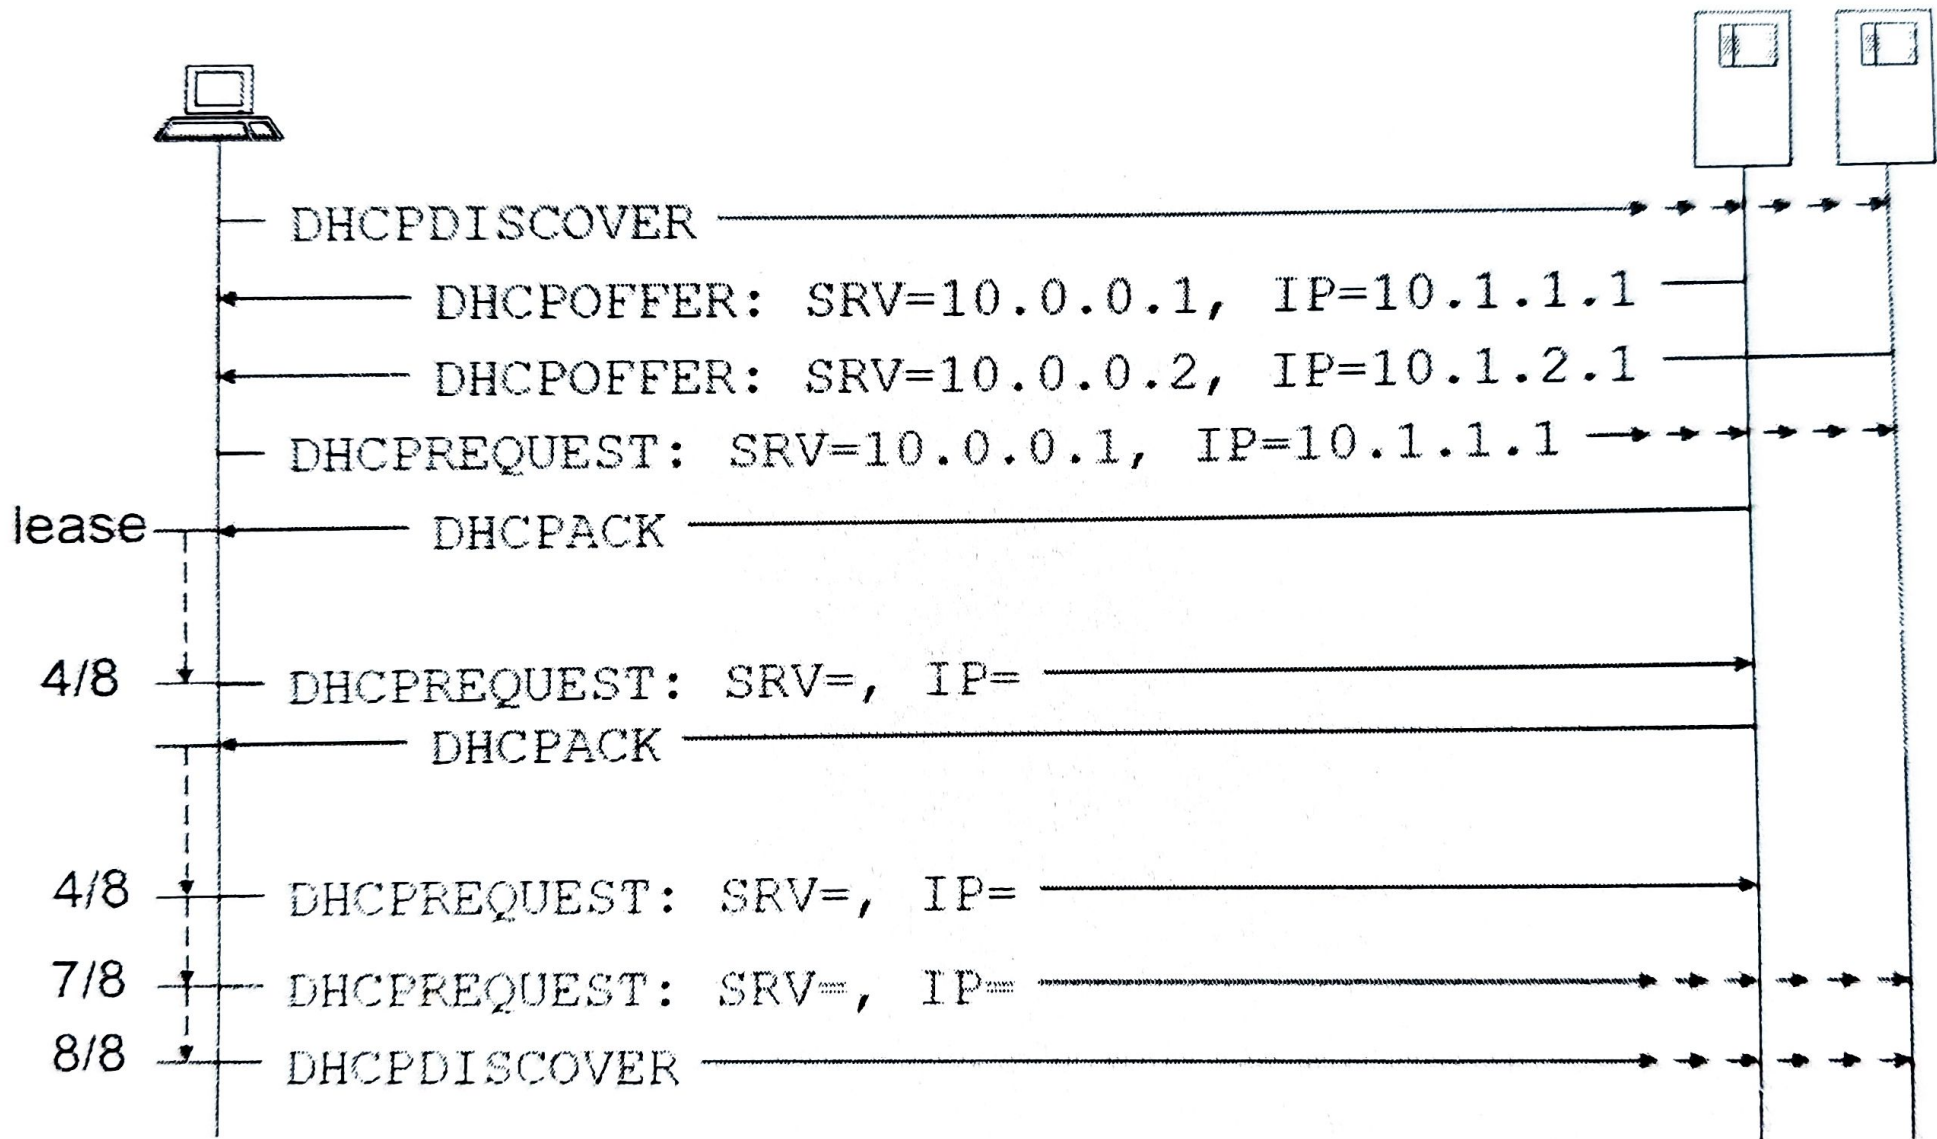 DHCPDISCOVER
DHCPOFFER: SRV=10.0.0.1, IP=10.1.1.1
DHCPOFFER: SRV=10.0.0.2, IP=10.1.2.1
DHCPREQUEST: SRV=10.0.0.1, IP=10.1.1.1
lease DHCPACK
4/8 DHCPREQUEST: SRV=, IP=
DHCPACK
4/8 DHCPREQUEST: SRV=, IP=
7/8 DHCPREQUEST: SRV=, IP=
8/8 DHCPDISCOVER